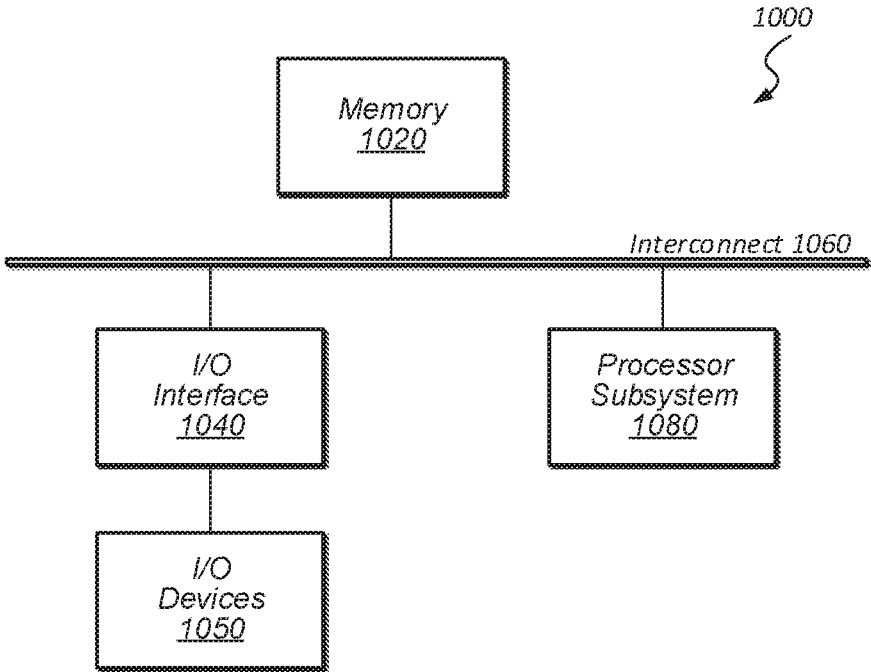 1000
Memory
1020
Interconnect 1060
I/O
Interface
1040
Processor
Subsystem
1080
I/O
Devices
1050